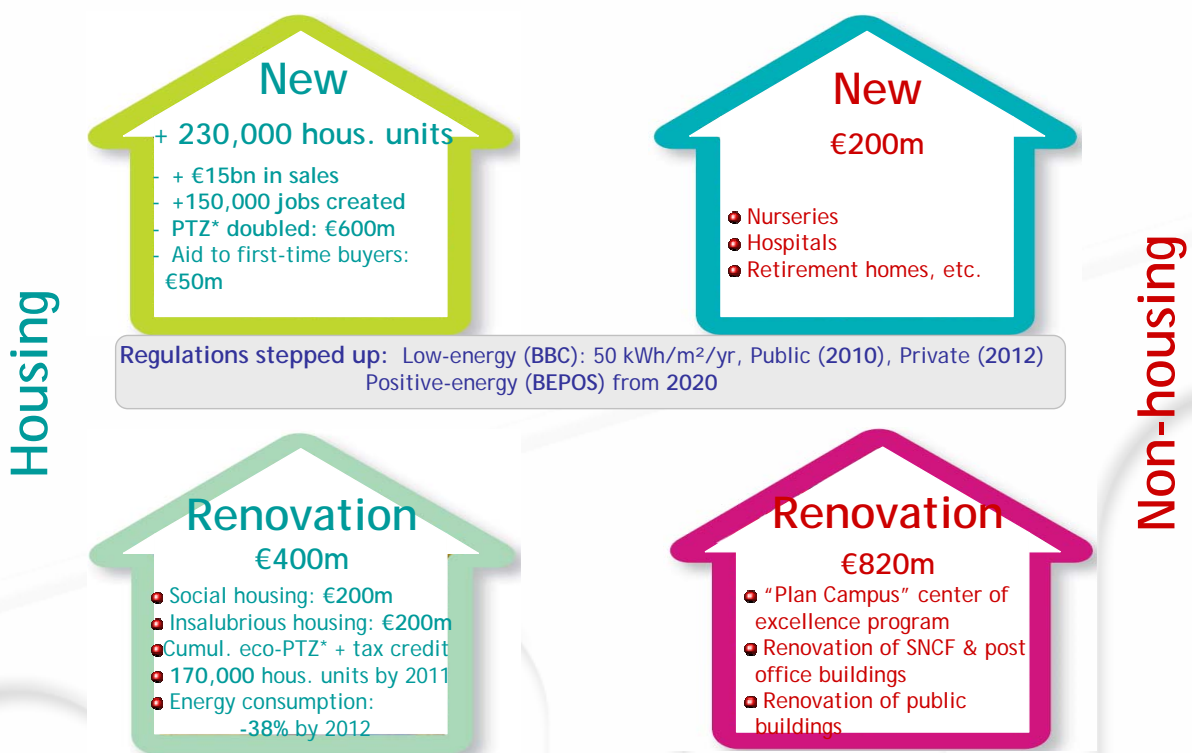 Housing
New
+ 230,000 hous. units
- + €15bn in sales
- +150,000 jobs created
- PTZ* doubled: €600m
- Aid to first-time buyers:
€50m
New
€200m
Nurseries
Hospitals
Retirement homes, etc.
Non-housing
Regulations stepped up: Low-energy (BBC): 50 kWh/m²/yr, Public (2010), Private (2012)
Positive-energy (BEPOS) from 2020
Renovation
€400m
Social housing: €200m
Insalubrious housing: €200m
Cumul. eco-PTZ* + tax credit
170,000 hous. units by 2011
Energy consumption:
-38% by 2012
Renovation
€820m
“Plan Campus” center of
excellence program
Renovation of SNCF & post
office buildings
Renovation of public
buildings